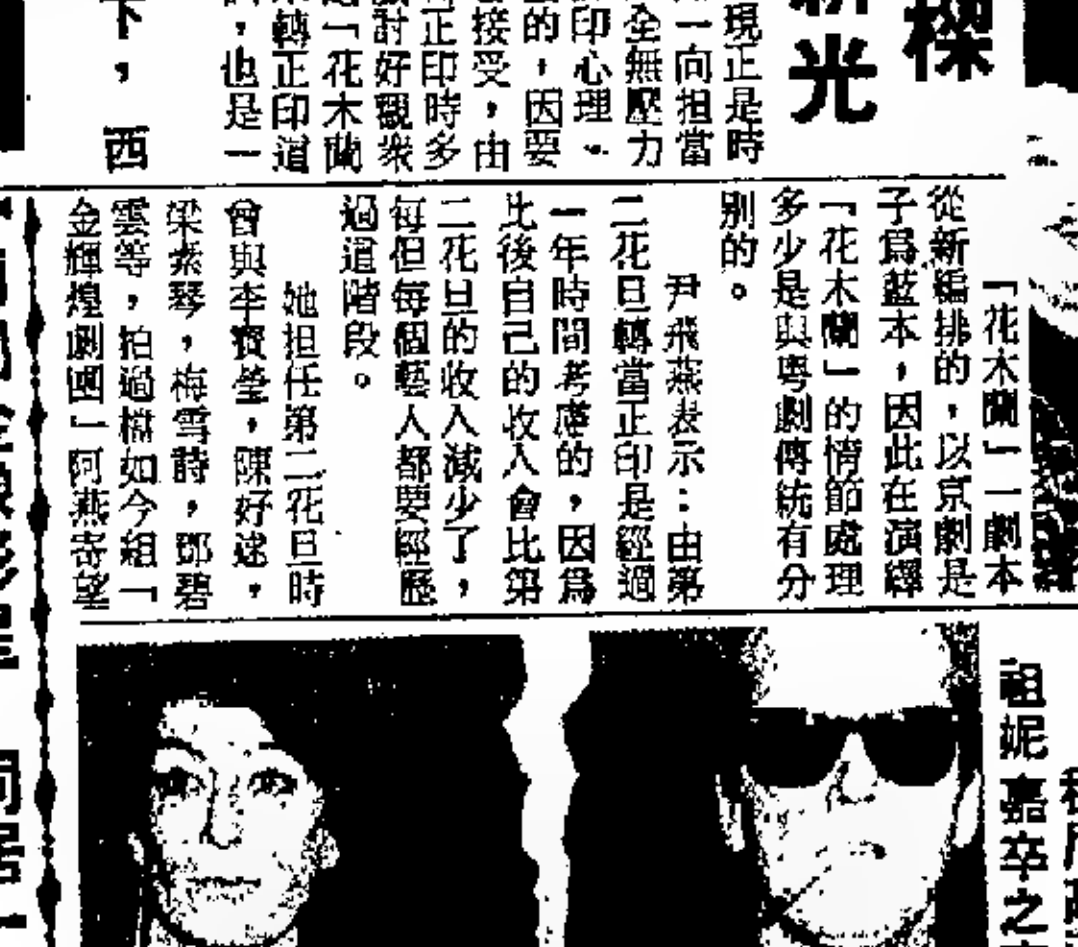 樑
新光
現正是時
一向担當
全無壓力
印心理。
的，因要
接受，由
正印時多
討好觀衆
「花木蘭
轉正印道
，也是一
下，西
「花木蘭」一劇本
從新編排的，以京劇是
子爲藍本，因此在演繹
「花木蘭」的情節處理
多少是與粤劇傳統有分
别的。
尹飛燕表示：由第
二花旦轉當正印是經過
一年時間考慮的，因爲
比後自己的收入會比第
二花旦的收入減少了，
每但每個藝人都要經歷
過道階段。
她担任第二花旦時
曾與李寶瑩，陳好逑，
梁素琴，梅雪詩，鄧碧
雲等，拍過檔如今組「
金輝煌劇團」阿燕寄望
祖妮
嘉卒之